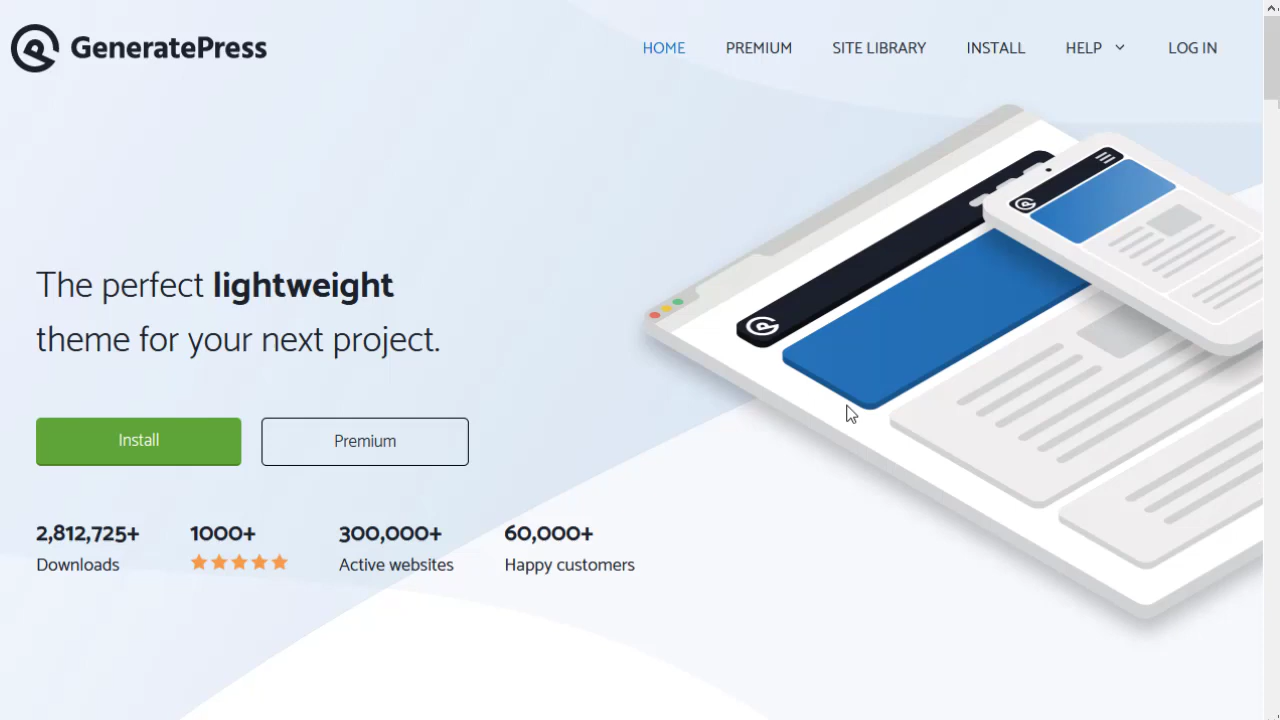 GeneratePress
HOME PREMIUM SITE LIBRARY INSTALL HELP LOG IN
The perfect lightweight
theme for your next project.
Install Premium
2,812,725+ 1000+ 300,000+ 60,000+
Downloads Active websites Happy customers